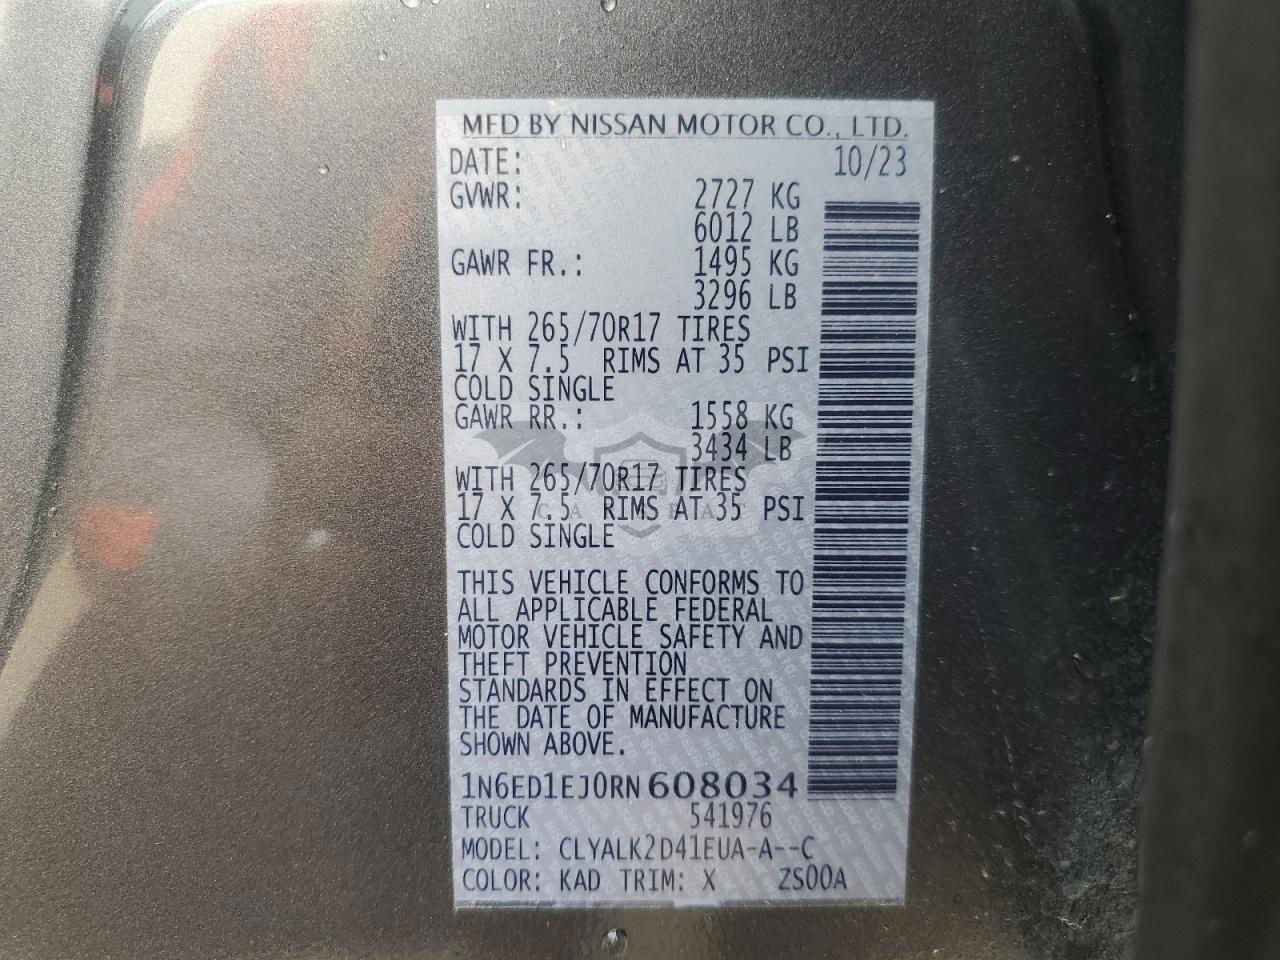 MFD BY NISSAN MOTOR CO., LTD.
DATE: 10/23
GVWR: 2727 KG
6012 LB
GAWR FR.: 1495 KG
3296 LB
WITH 265/70R17 TIRES
17 X 7.5 RIMS AT 35 PSI
COLD SINGLE
GAWR RR.: 1558 KG
3434 LB
WITH 265/70R17 TIRES
17 X 7.5 RIMS AT 35 PSI
COLD SINGLE
THIS VEHICLE CONFORMS TO
ALL APPLICABLE FEDERAL
MOTOR VEHICLE SAFETY AND
THEFT PREVENTION
STANDARDS IN EFFECT ON
THE DATE OF MANUFACTURE
SHOWN ABOVE.
1N6ED1EJ0RN608034
TRUCK 541976
MODEL: CLYALK2D41EUA-A--C
COLOR: KAD TRIM: X ZS00A